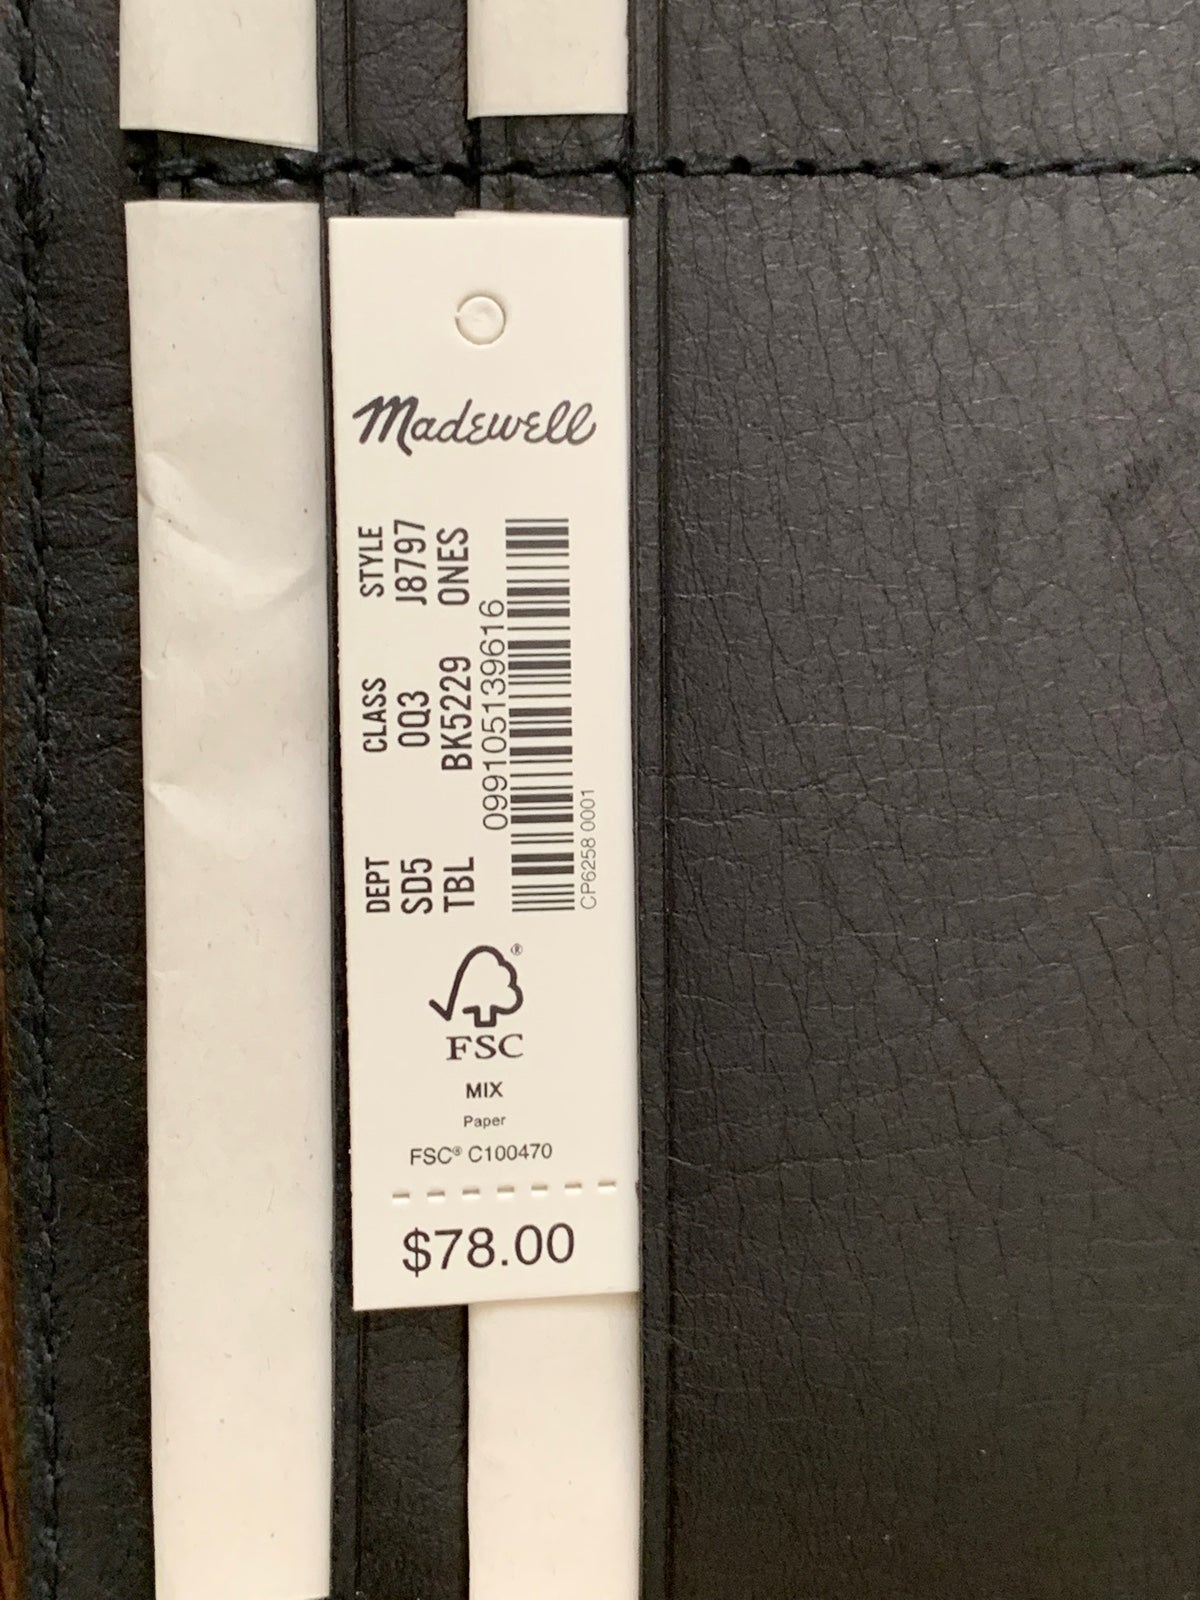 Madewell
DEPT CLASS STYLE
SD5 0Q3 J8797
TBL BK5229 ONES
099105139616
CP6258 0001
®
FSC
MIX
Paper
FSC® C100470
$78.00